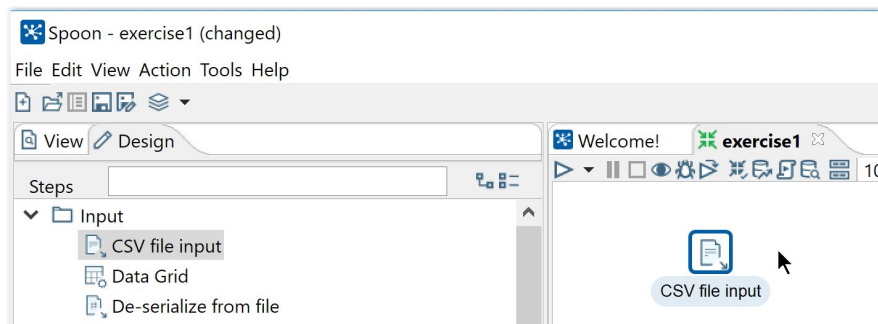 Spoon - exercise1 (changed)
File Edit View Action Tools Help
View Design
Welcome! exercise1
Steps
10
Input
CSV file input
Data Grid
De-serialize from file
CSV file input